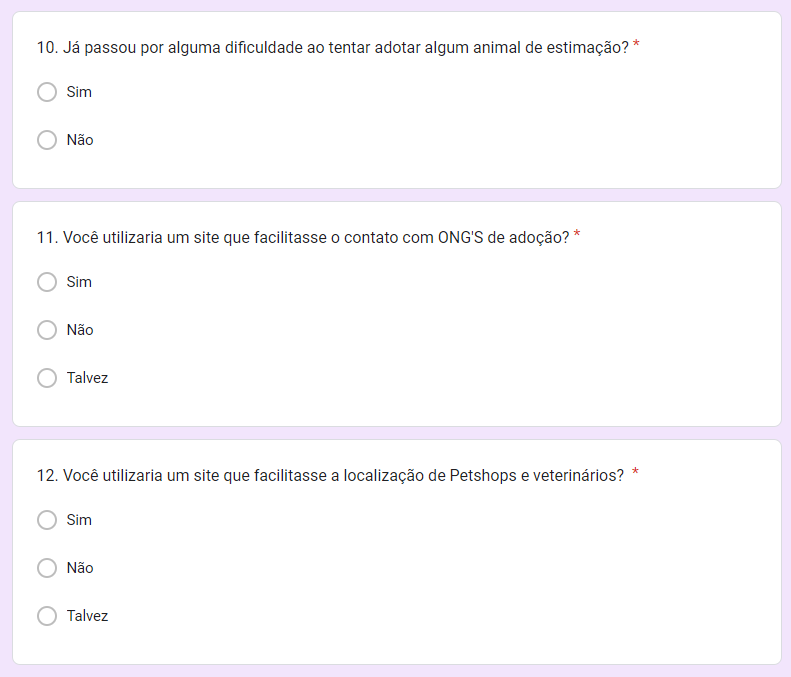 10. Já passou por alguma dificuldade ao tentar adotar algum animal de estimação? *
Sim
Não
11. Você utilizaria um site que facilitasse o contato com ONG'S de adoção? *
Sim
Não
Talvez
12. Você utilizaria um site que facilitasse a localização de Petshops e veterinários? *
Sim
Não
Talvez